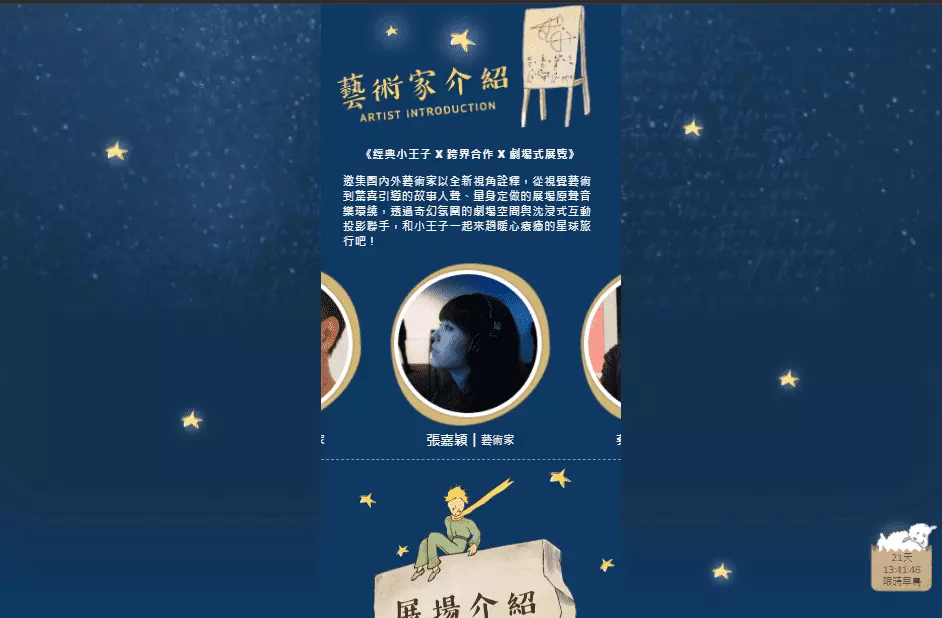 藝術家介紹
ARTIST INTRODUCTION
《經典小王子 X 跨界合作 X 劇場式展覽》
邀集國內外藝術家以全新視角詮釋，從視覺藝術
到驚喜引導的故事人聲、量身定做的展場原聲音
樂環繞，透過奇幻氛圍的劇場空間與沈浸式互動
投影聯手，和小王子一起來趟暖心療癒的星球旅
行吧！
家
張嘉穎 | 藝術家
展場介紹
21天
13:41:48
限時早鳥